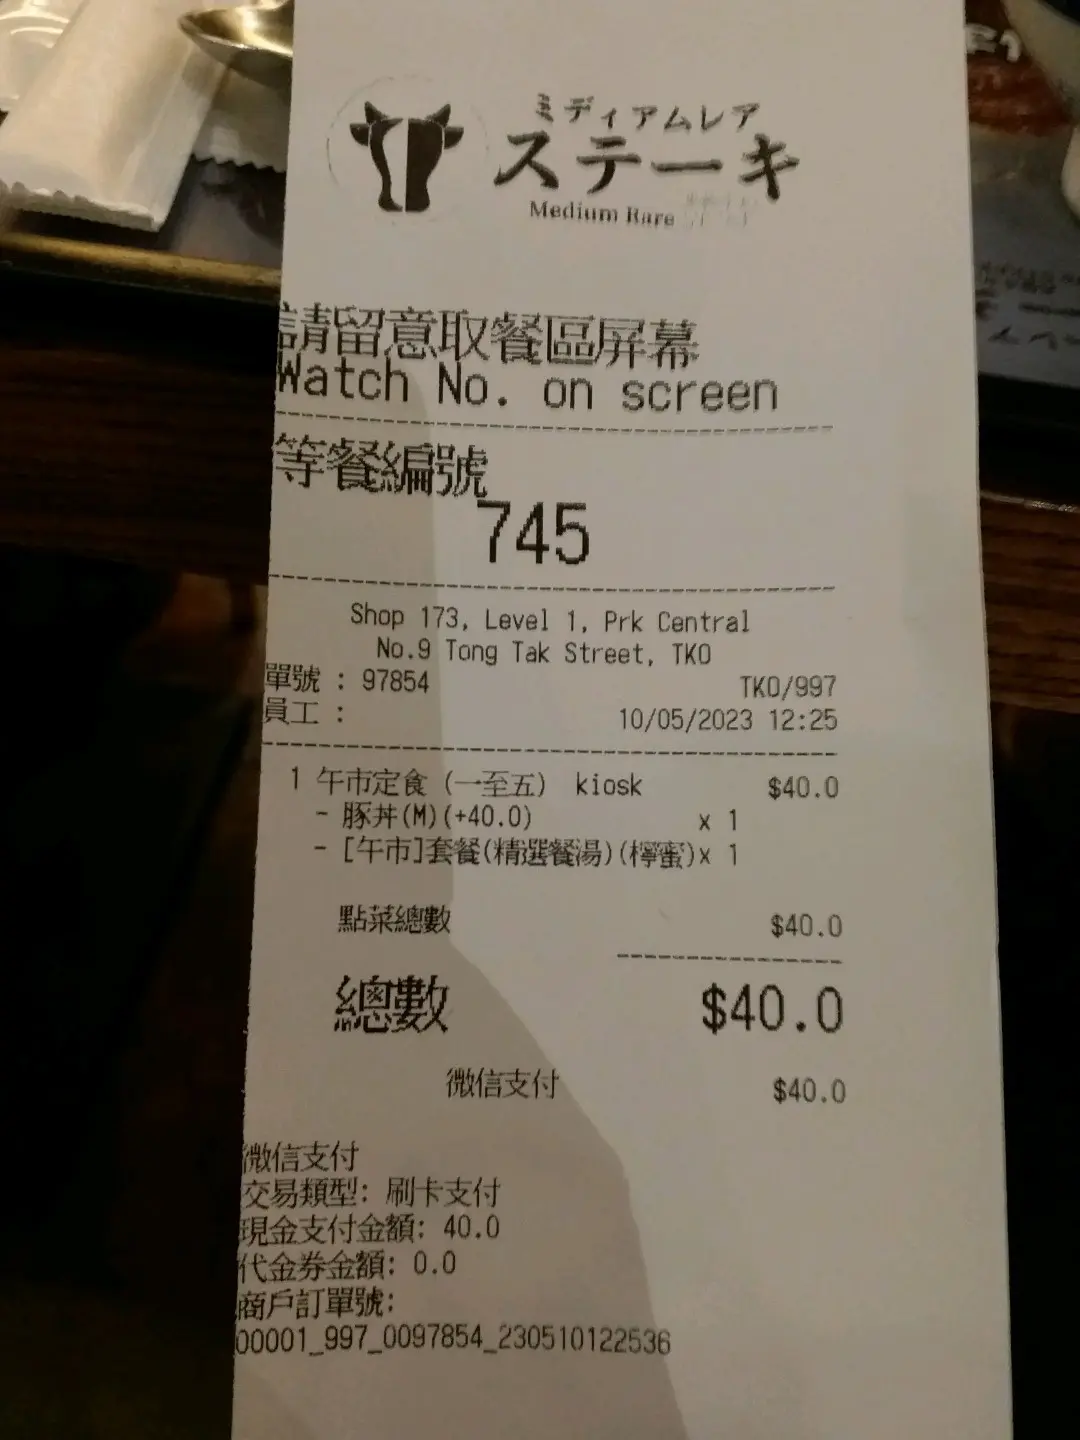 ミディアムレア
ステーキ
Medium Rare
請留意取餐區屏幕
Watch No. on screen
等餐編號
745
Shop 173, Level 1, Prk Central
No.9 Tong Tak Street, TKO
單號 : 97854
TKO/997
員工 :
10/05/2023 12:25
1 午市定食 (一至五) kiosk $40.0
- 豚丼(M)(+40.0) x 1
- [午市]套餐(精選餐湯)(檸蜜)x 1
點菜總數 $40.0
總數 $40.0
微信支付 $40.0
微信支付
交易類型: 刷卡支付
現金支付金額: 40.0
代金券金額: 0.0
商戶訂單號:
00001_997_0097854_230510122536